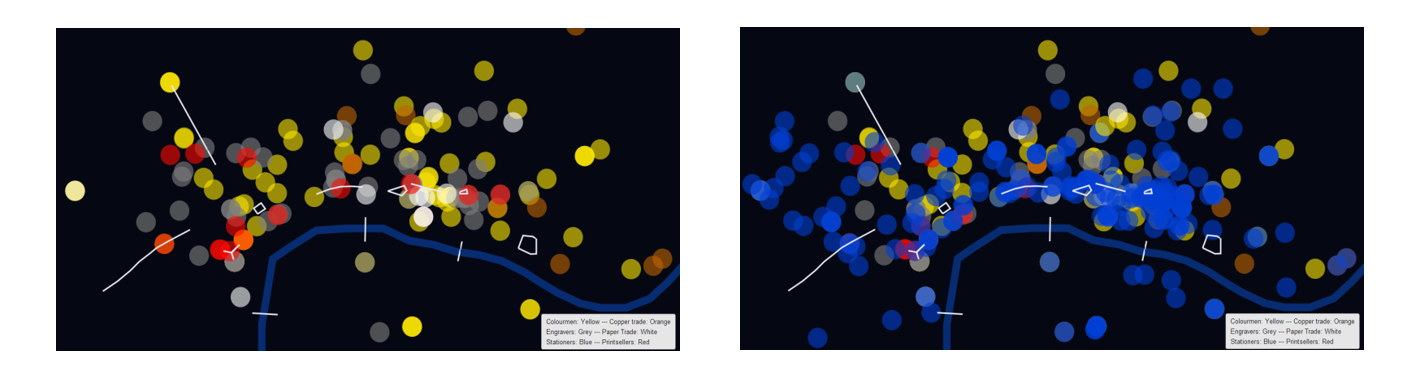 Colourmen: Yellow --- Copper trade: Orange
Engravers: Grey --- Paper Trade: White
Stationers: Blue --- Printsellers: Red
Colourmen: Yellow --- Copper trade: Orange
Engravers: Grey --- Paper Trade: White
Stationers: Blue --- Printsellers: Red